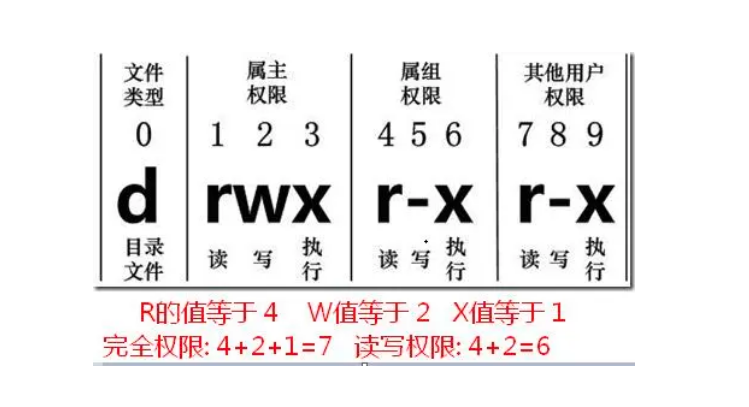 文件 属主 属组 其他用户
类型 权限 权限 权限
0 1 2 3 4 5 6 7 8 9
d rwx r-x r-x
目录 读 写 执 读 写 执 读 写 执
文件 行 行 行
R的值等于 4 W值等于 2 X值等于 1
完全权限: 4+2+1=7 读写权限: 4+2=6